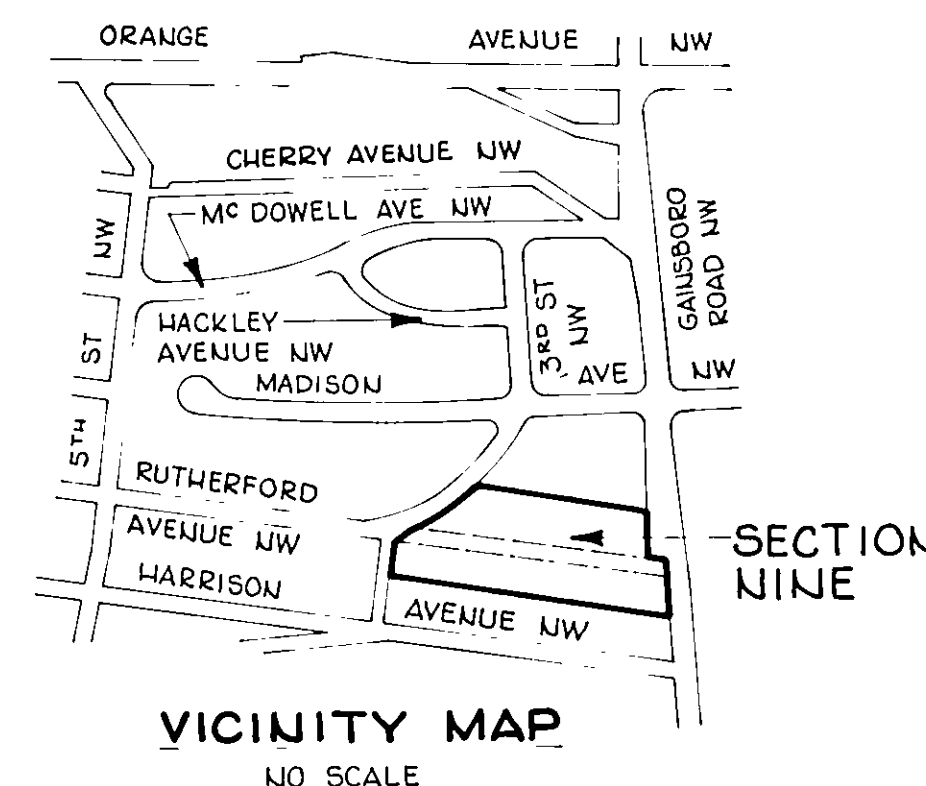 ORANGE AVENUE NW
CHERRY AVENUE NW
Mc DOWELL AVE NW
5TH ST NW
HACKLEY
AVENUE NW
3RD ST
NW
GAINSBORO
ROAD NW
MADISON AVE NW
RUTHERFORD
AVENUE NW
HARRISON AVENUE NW
SECTION
NINE
VICINITY MAP
NO SCALE